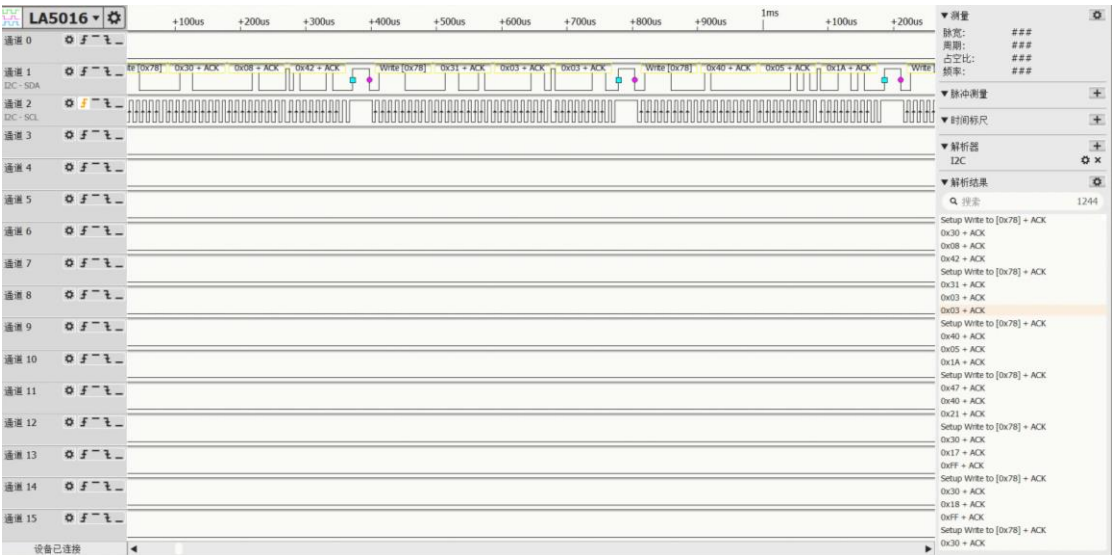 LA5016
+100us +200us +300us +400us +500us +600us +700us +800us +900us 1ms +100us +200us
通道 0
通道 1
I2C - SDA
te [0x78] 0x30 + ACK 0x08 + ACK 0x42 + ACK Write [0x78] 0x31 + ACK 0x03 + ACK 0x03 + ACK Write [0x78] 0x40 + ACK 0x05 + ACK 0x1A + ACK Write
通道 2
I2C - SCL
通道 3
通道 4
通道 5
通道 6
通道 7
通道 8
通道 9
通道 10
通道 11
通道 12
通道 13
通道 14
通道 15
设备已连接
测量
脉宽: ###
周期: ###
占空比: ###
频率: ###
脉冲测量
时间标尺
解析器
I2C
解析结果
搜索 1244
Setup Write to [0x78] + ACK
0x30 + ACK
0x08 + ACK
0x42 + ACK
Setup Write to [0x78] + ACK
0x31 + ACK
0x03 + ACK
0x03 + ACK
Setup Write to [0x78] + ACK
0x40 + ACK
0x05 + ACK
0x1A + ACK
Setup Write to [0x78] + ACK
0x47 + ACK
0x40 + ACK
0x21 + ACK
Setup Write to [0x78] + ACK
0x30 + ACK
0x17 + ACK
0xFF + ACK
Setup Write to [0x78] + ACK
0x30 + ACK
0x18 + ACK
0xFF + ACK
Setup Write to [0x78] + ACK
0x30 + ACK